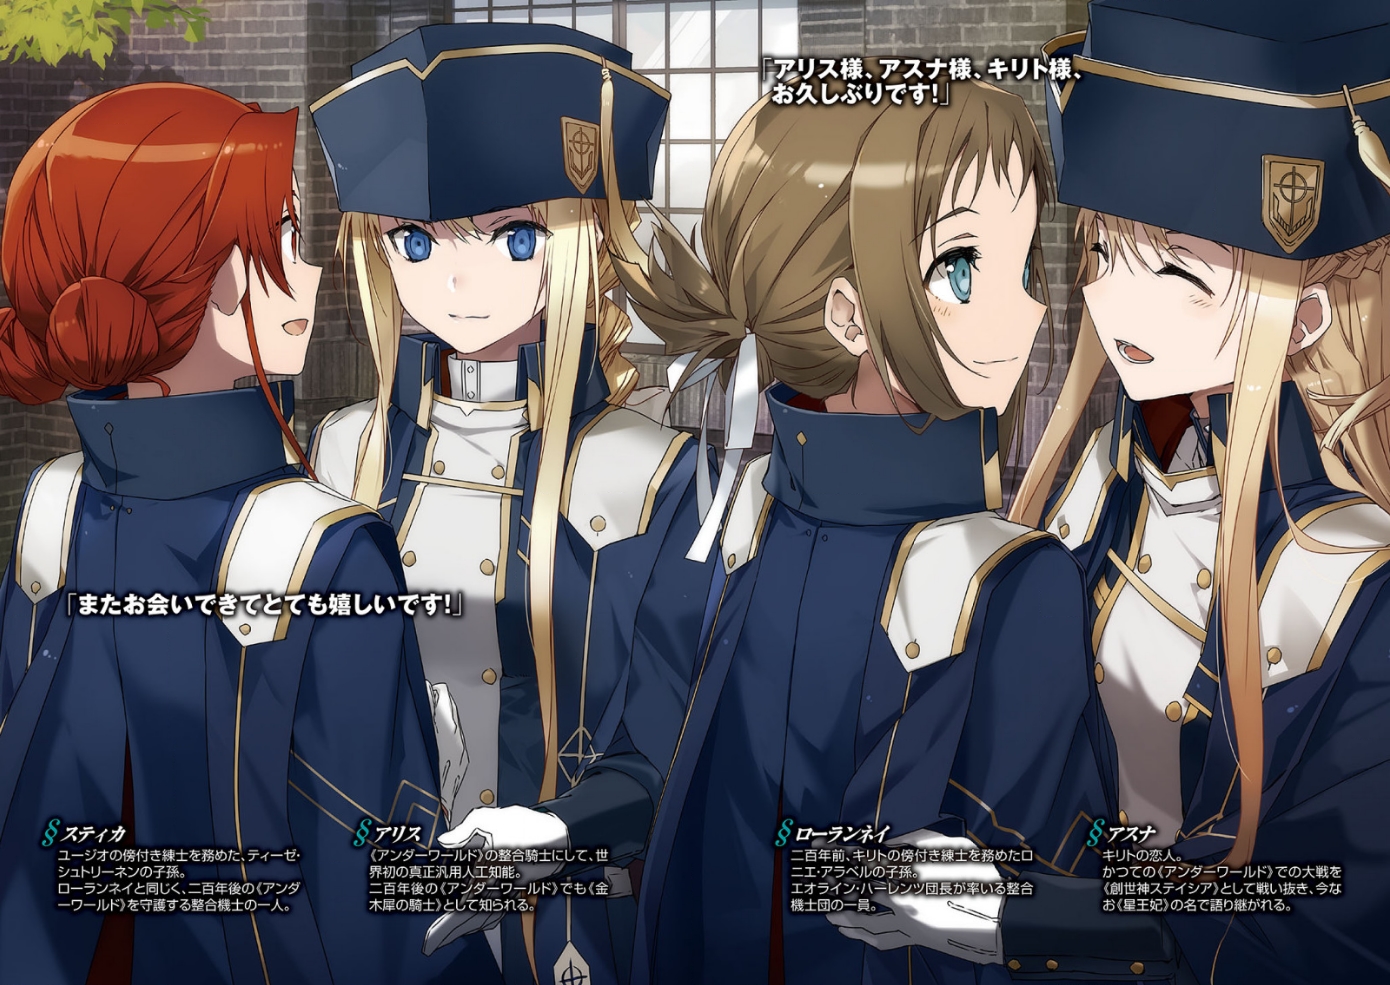 「アリス様、アスナ様、キリト様、
お久しぶりです!」
「またお会いできてとても嬉しいです!」
§スティカ
ユージオの傍付き練士を務めた、ティーゼ・
シュトリーネンの子孫。
ローランネイと同じく、二百年後の《アンダ
ーワールド》を守護する整合機士の一人。
§アリス
《アンダーワールド》の整合騎士にして、世
界初の真正汎用人工知能。
二百年後の《アンダーワールド》でも《金
木犀の騎士》として知られる。
§ローランネイ
二百年前、キリトの傍付き練士を務めたロ
ニエ・アラベルの子孫。
エオライン・ハーレンツ団長が率いる整合
機士団の一員。
§アスナ
キリトの恋人。
かつての《アンダーワールド》での大戦を
《創世神ステイシア》として戦い抜き、今な
お《星王妃》の名で語り継がれる。